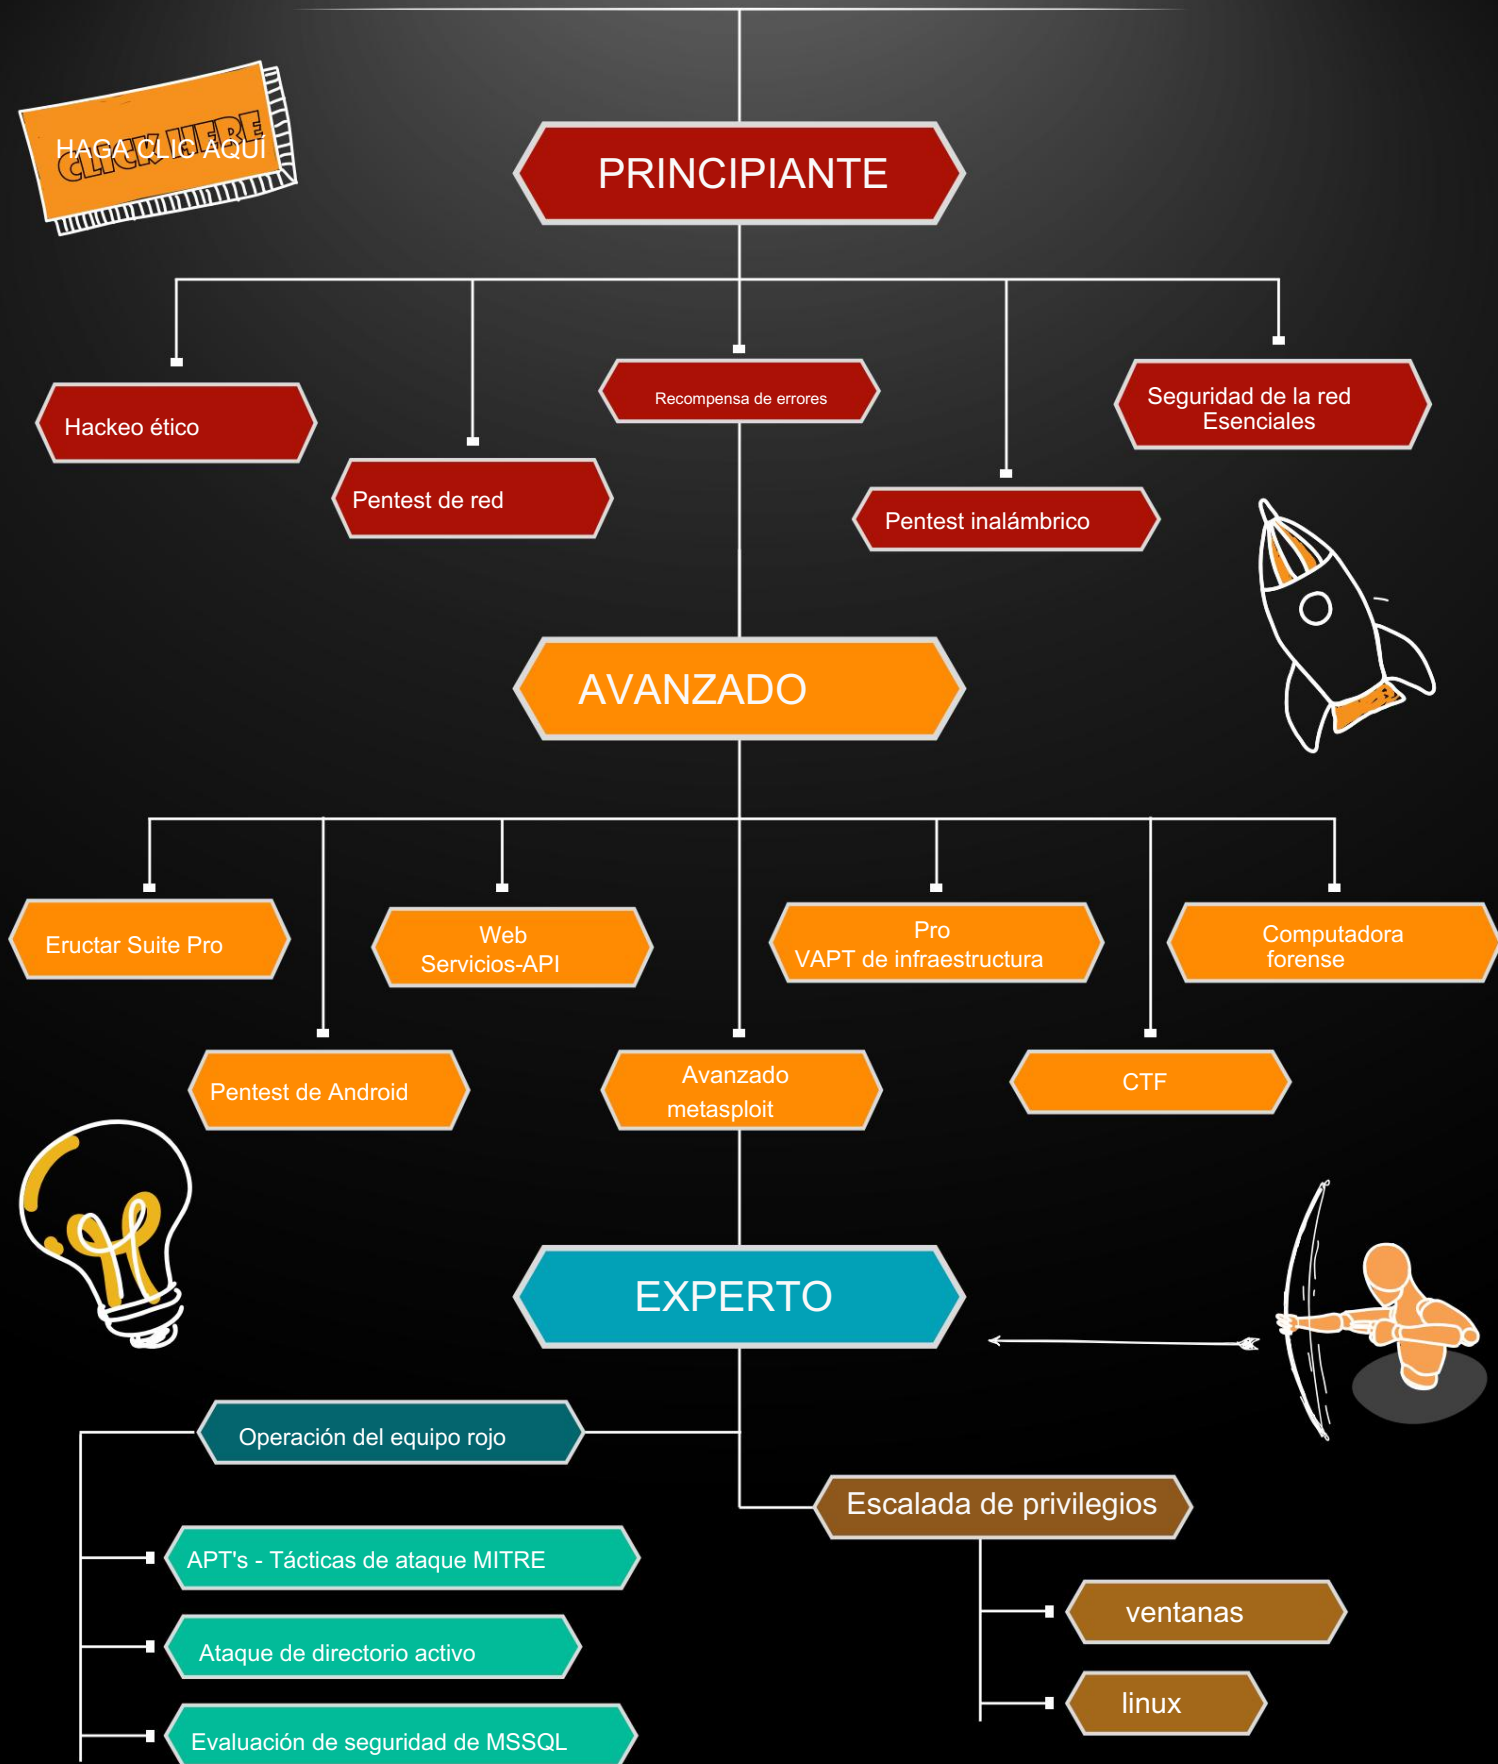 HAGA CLIC AQUÍ
CLICK HERE
PRINCIPIANTE
Hackeo ético
Pentest de red
Recompensa de errores
Pentest inalámbrico
Seguridad de la red
Esenciales
AVANZADO
Eructar Suite Pro
Pentest de Android
Web
Servicios-API
Avanzado
metasploit
Pro
VAPT de infraestructura
CTF
Computadora
forense
EXPERTO
Operación del equipo rojo
APT's - Tácticas de ataque MITRE
Ataque de directorio activo
Evaluación de seguridad de MSSQL
Escalada de privilegios
ventanas
linux